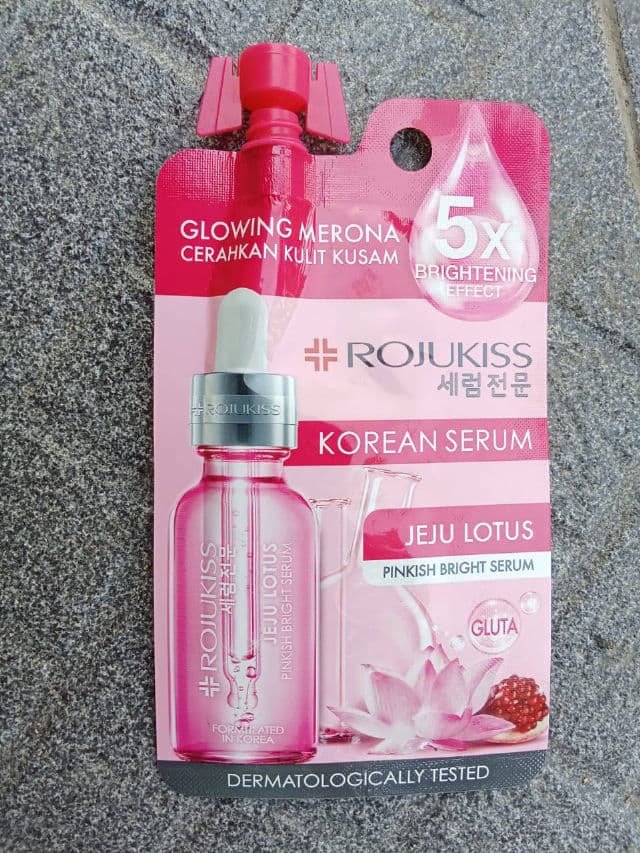 GLOWING MERONA
CERAHKAN KULIT KUSAM
5x
BRIGHTENING
EFFECT
ROJUKISS
세럼전문
KOREAN SERUM
JEJU LOTUS
PINKISH BRIGHT SERUM
GLUTA
ROJUKISS
ROJUKISS
세럼전문
JEJU LOTUS
PINKISH BRIGHT SERUM
FORMULATED
IN KOREA
DERMATOLOGICALLY TESTED